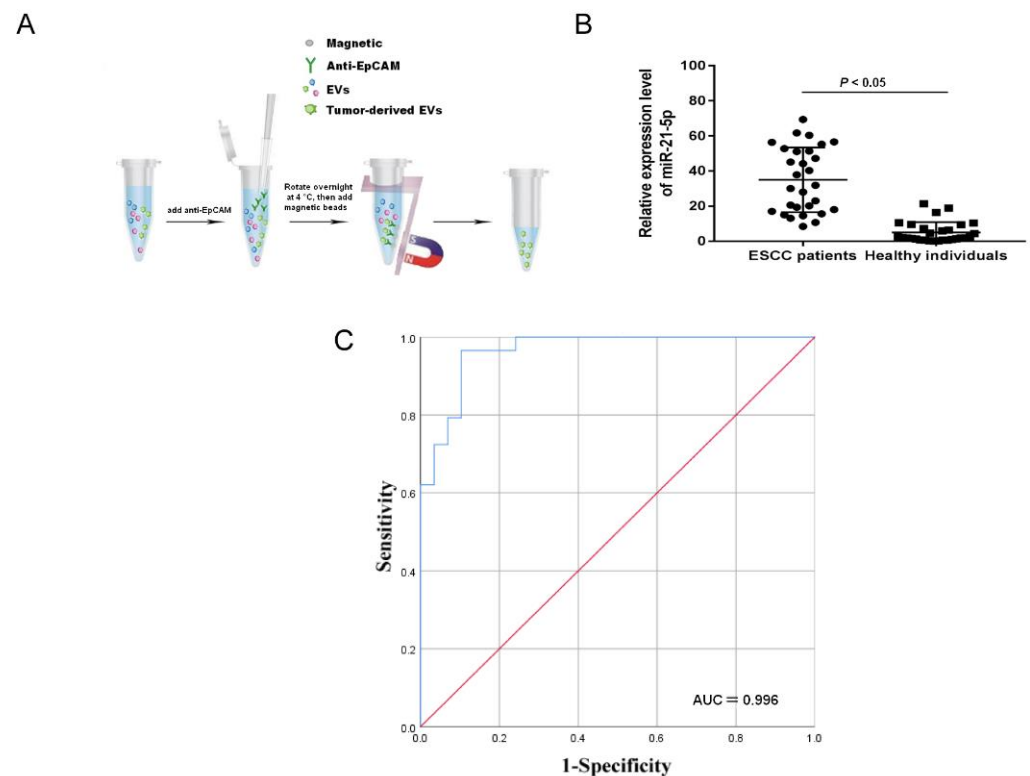 A
Magnetic
Anti-EpCAM
EVs
Tumor-derived EVs
add anti-EpCAM
Rotate overnight
at 4 °C, then add
magnetic beads
S
N
B
Relative expression level
of miR-21-5p
100
80
60
40
20
0
P < 0.05
ESCC patients
Healthy individuals
C
Sensitivity
1.0
0.8
0.6
0.4
0.2
0.0
AUC = 0.996
0.0 0.2 0.4 0.6 0.8 1.0
1-Specificity